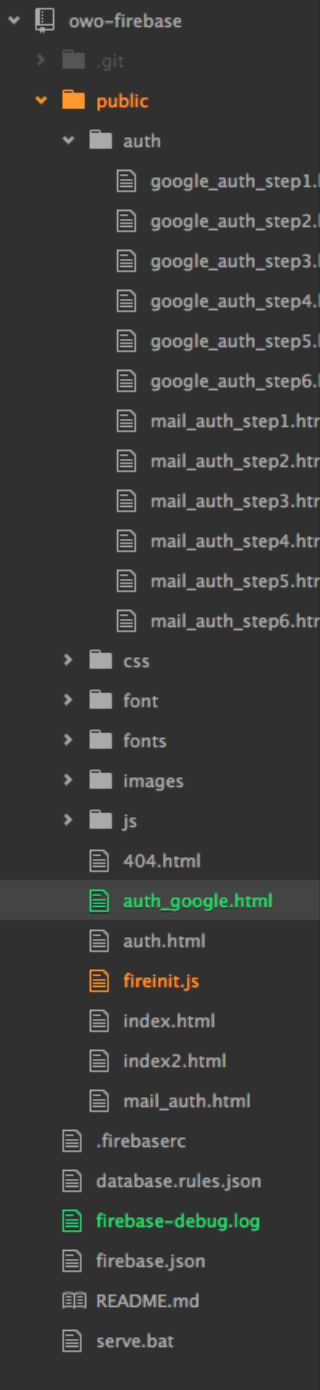 owo-firebase
.git
public
auth
google_auth_step1.
google_auth_step2.
google_auth_step3.
google_auth_step4.
google_auth_step5.
google_auth_step6.
mail_auth_step1.htr
mail_auth_step2.htr
mail_auth_step3.htr
mail_auth_step4.htr
mail_auth_step5.htr
mail_auth_step6.htr
css
font
fonts
images
js
404.html
auth_google.html
auth.html
fireinit.js
index.html
index2.html
mail_auth.html
.firebaserc
database.rules.json
firebase-debug.log
firebase.json
README.md
serve.bat